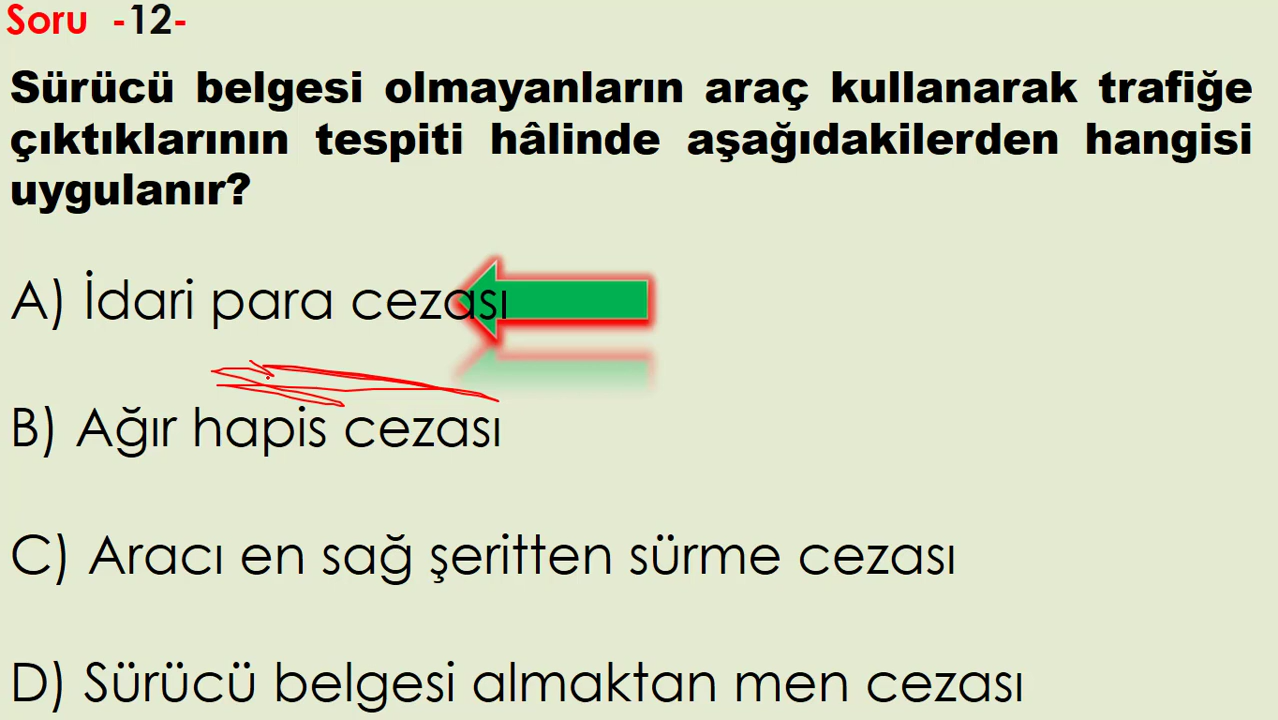 Soru -12-
Sürücü belgesi olmayanların araç kullanarak trafiğe
çıktıklarının tespiti hâlinde aşağıdakilerden hangisi
uygulanır?
A) İdari para cezası
B) Ağır hapis cezası
C) Aracı en sağ şeritten sürme cezası
D) Sürücü belgesi almaktan men cezası